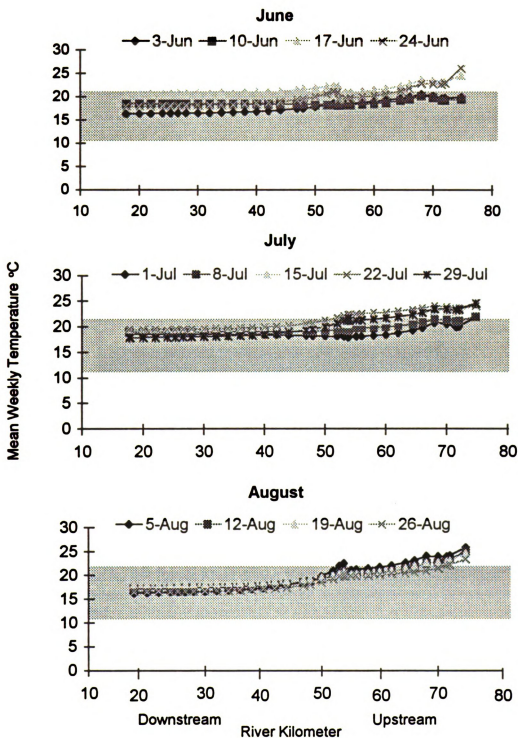 June
3-Jun 10-Jun 17-Jun 24-Jun
30
25
20
15
10
5
0
10 20 30 40 50 60 70 80
July
1-Jul 8-Jul 15-Jul 22-Jul 29-Jul
30
25
20
15
10
5
0
10 20 30 40 50 60 70 80
Mean Weekly Temperature ºC
August
5-Aug 12-Aug 19-Aug 26-Aug
30
25
20
15
10
5
0
10 20 30 40 50 60 70 80
Downstream Upstream
River Kilometer